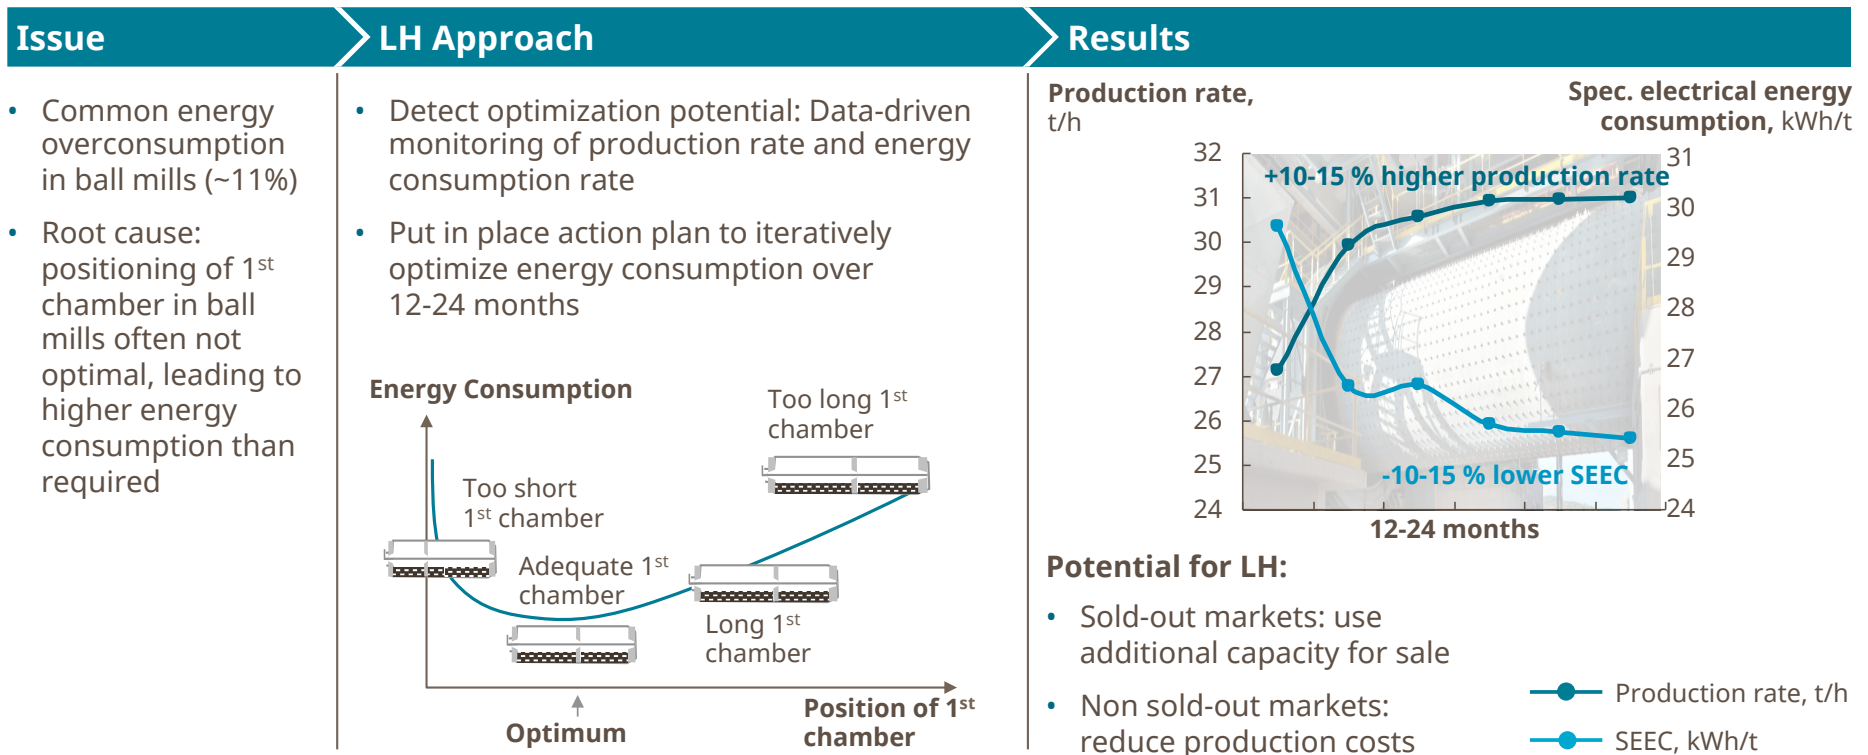 Issue
LH Approach
Results
• Common energy
overconsumption
in ball mills (~11%)
• Root cause:
positioning of 1st
chamber in ball
mills often not
optimal, leading to
higher energy
consumption than
required
• Detect optimization potential: Data-driven
monitoring of production rate and energy
consumption rate
• Put in place action plan to iteratively
optimize energy consumption over
12-24 months
Energy Consumption
Too short
1st chamber
Adequate 1st
chamber
Too long 1st
chamber
Long 1st
chamber
Optimum
Position of 1st
chamber
Production rate,
t/h
Spec. electrical energy
consumption, kWh/t
32
31
30
29
28
27
26
25
24
+10-15 % higher production rate
-10-15 % lower SEEC
31
30
29
28
27
26
25
24
12-24 months
Potential for LH:
• Sold-out markets: use
additional capacity for sale
• Non sold-out markets:
reduce production costs
Production rate, t/h
SEEC, kWh/t